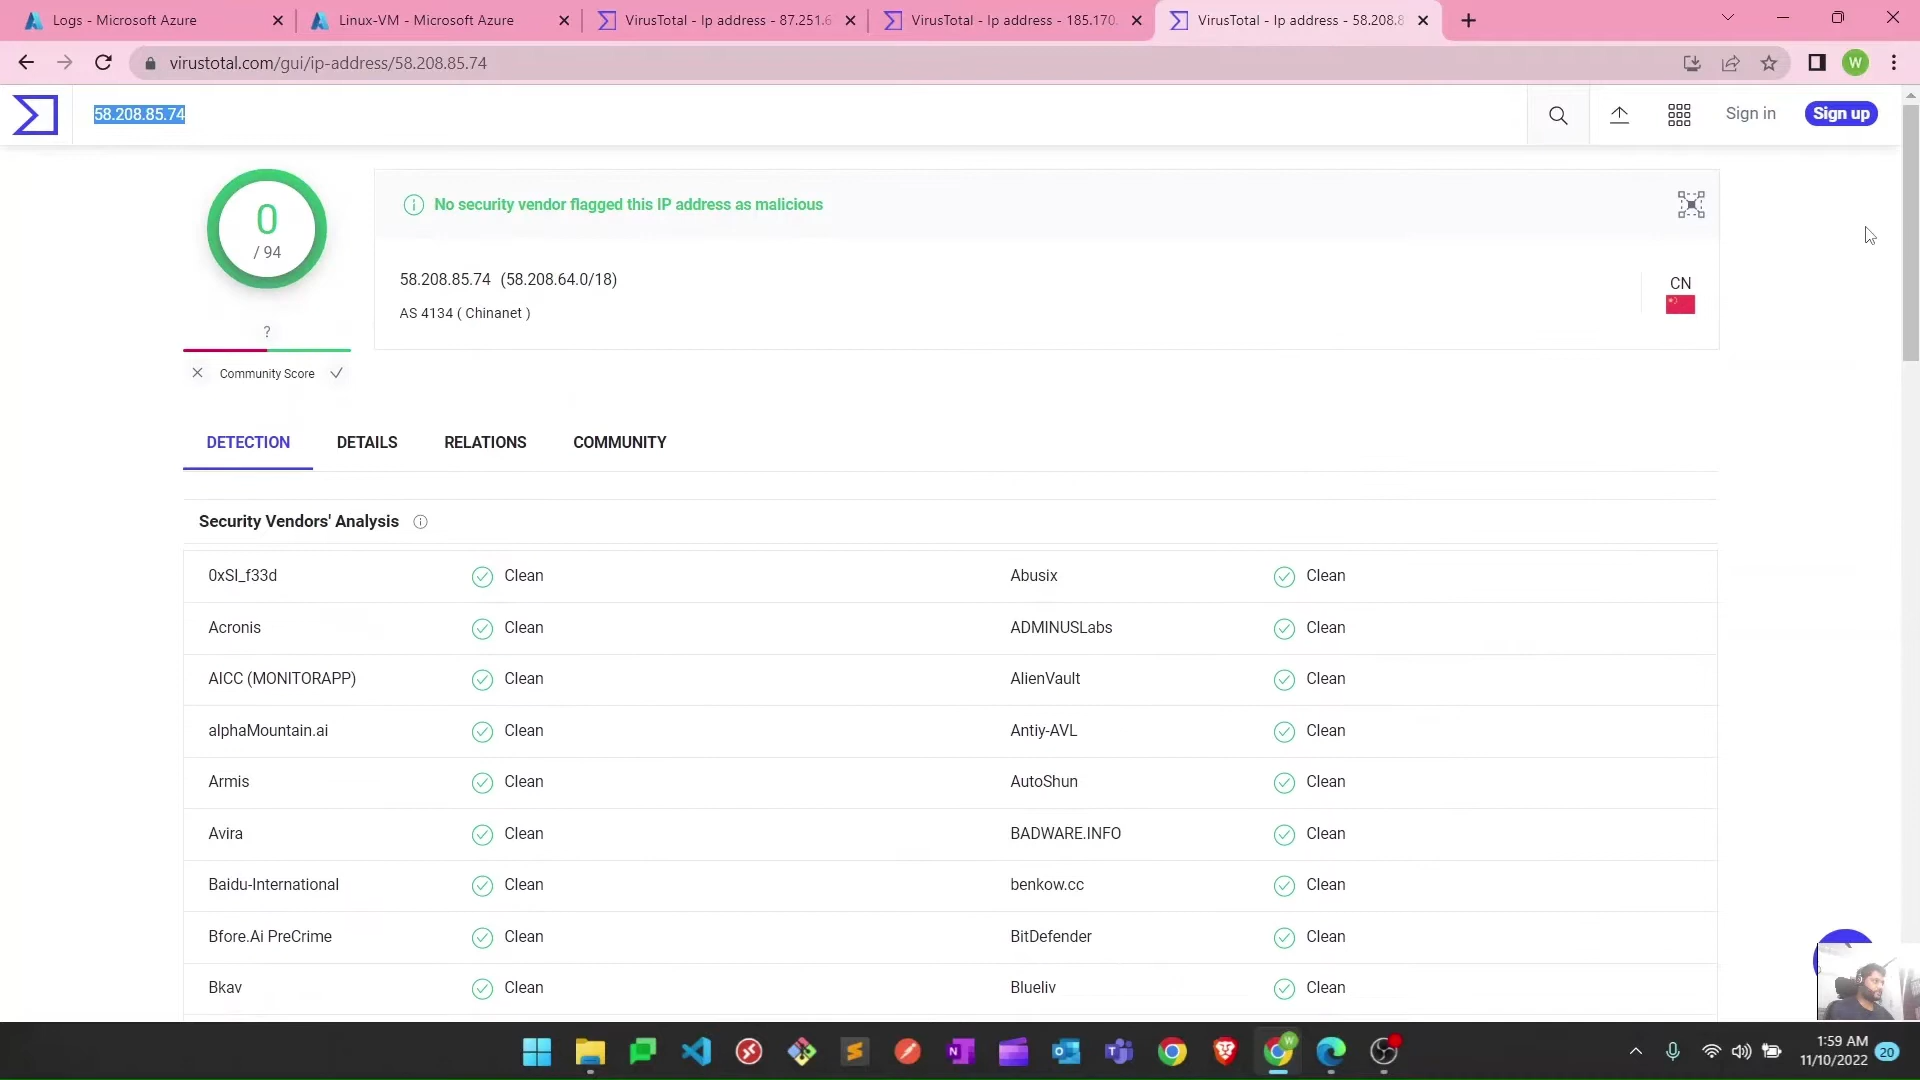 Logs - Microsoft Azure
Linux-VM - Microsoft Azure
VirusTotal - Ip address - 87.251.6
VirusTotal - Ip address - 185.170.
VirusTotal - Ip address - 58.208.8
virustotal.com/gui/ip-address/58.208.85.74
W
58.208.85.74
Sign in
Sign up
0
/ 94
?
Community Score
No security vendor flagged this IP address as malicious
58.208.85.74 (58.208.64.0/18)
AS 4134 ( Chinanet )
CN
DETECTION
DETAILS
RELATIONS
COMMUNITY
Security Vendors' Analysis
0xSI_f33d Clean Abusix Clean
Acronis Clean ADMINUSLabs Clean
AICC (MONITORAPP) Clean AlienVault Clean
alphaMountain.ai Clean Antiy-AVL Clean
Armis Clean AutoShun Clean
Avira Clean BADWARE.INFO Clean
Baidu-International Clean benkow.cc Clean
Bfore.Ai PreCrime Clean BitDefender Clean
Bkav Clean Blueliv Clean
1:59 AM
11/10/2022
20